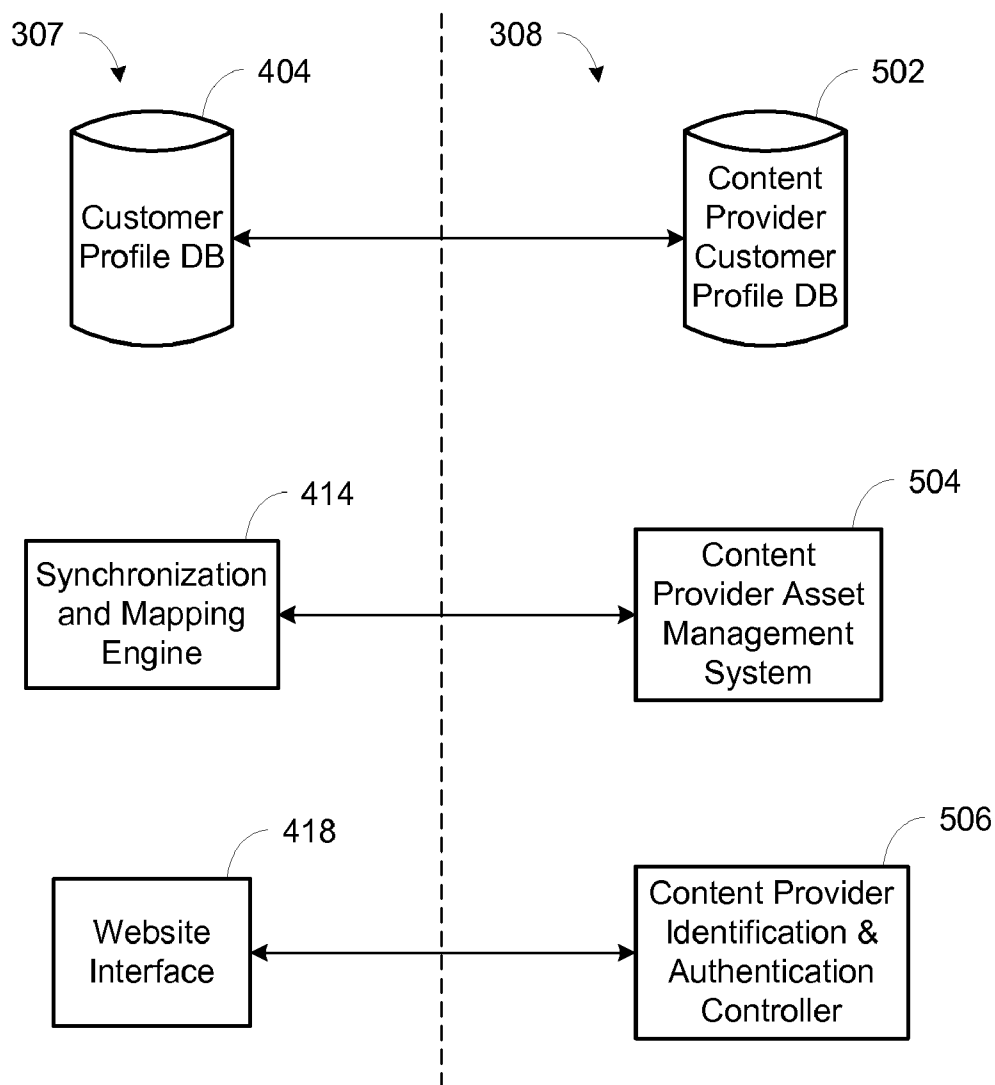 307
308
404
502
Customer
Profile DB
Content
Provider
Customer
Profile DB
414
504
Synchronization
and Mapping
Engine
Content
Provider Asset
Management
System
418
506
Website
Interface
Content Provider
Identification &
Authentication
Controller